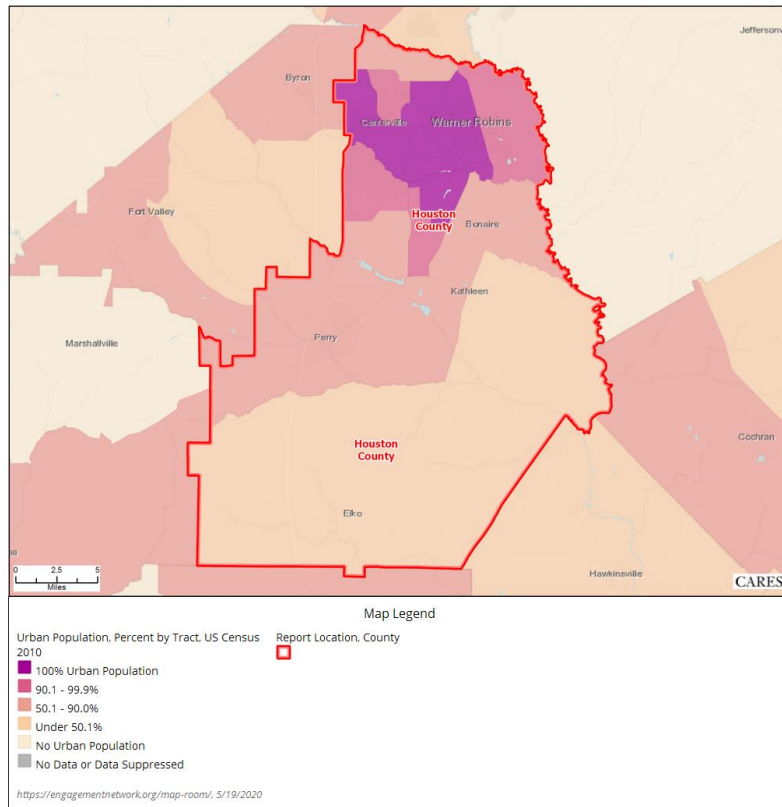 Jeffersonv
Byron
Centerville
Warner Robins
Fort Valley
Houston
County
Bonaire
Kathleen
Marshallville
Perry
Houston
County
Cochran
Elko
Hawkinsville
0 2.5 5
Miles
CARES
Map Legend
Urban Population, Percent by Tract, US Census
2010
100% Urban Population
90.1 - 99.9%
50.1 - 90.0%
Under 50.1%
No Urban Population
No Data or Data Suppressed
Report Location, County
https://engagementnetwork.org/map-room/, 5/19/2020